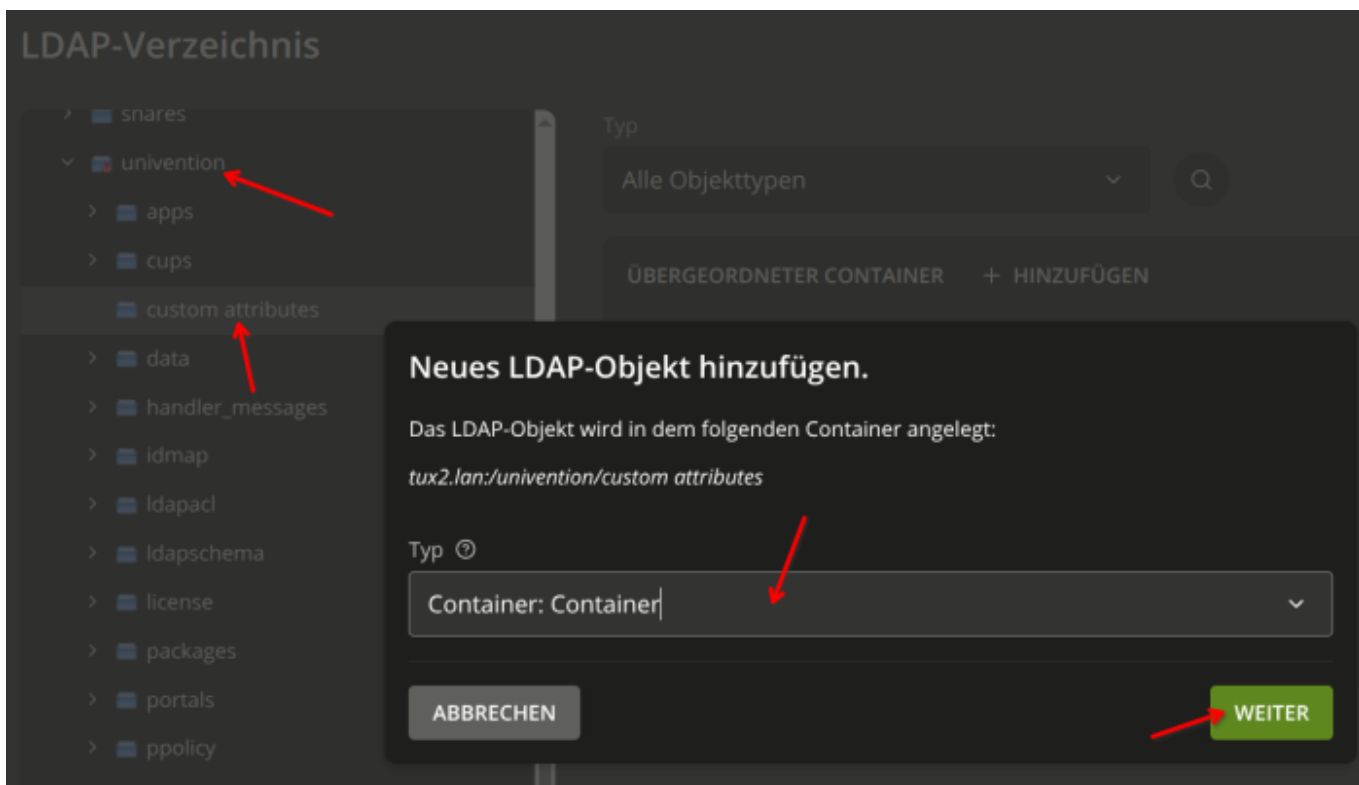 LDAP-Verzeichnis
shares
univention
apps
cups
custom attributes
data
handler_messages
idmap
ldapacl
ldapschema
license
packages
portals
ppolicy
Typ
Alle Objekttypen
ÜBERGEORDNETER CONTAINER + HINZUFÜGEN
Neues LDAP-Objekt hinzufügen.
Das LDAP-Objekt wird in dem folgenden Container angelegt:
tux2.lan:/univention/custom attributes
Typ
Container: Container
ABBRECHEN
WEITER